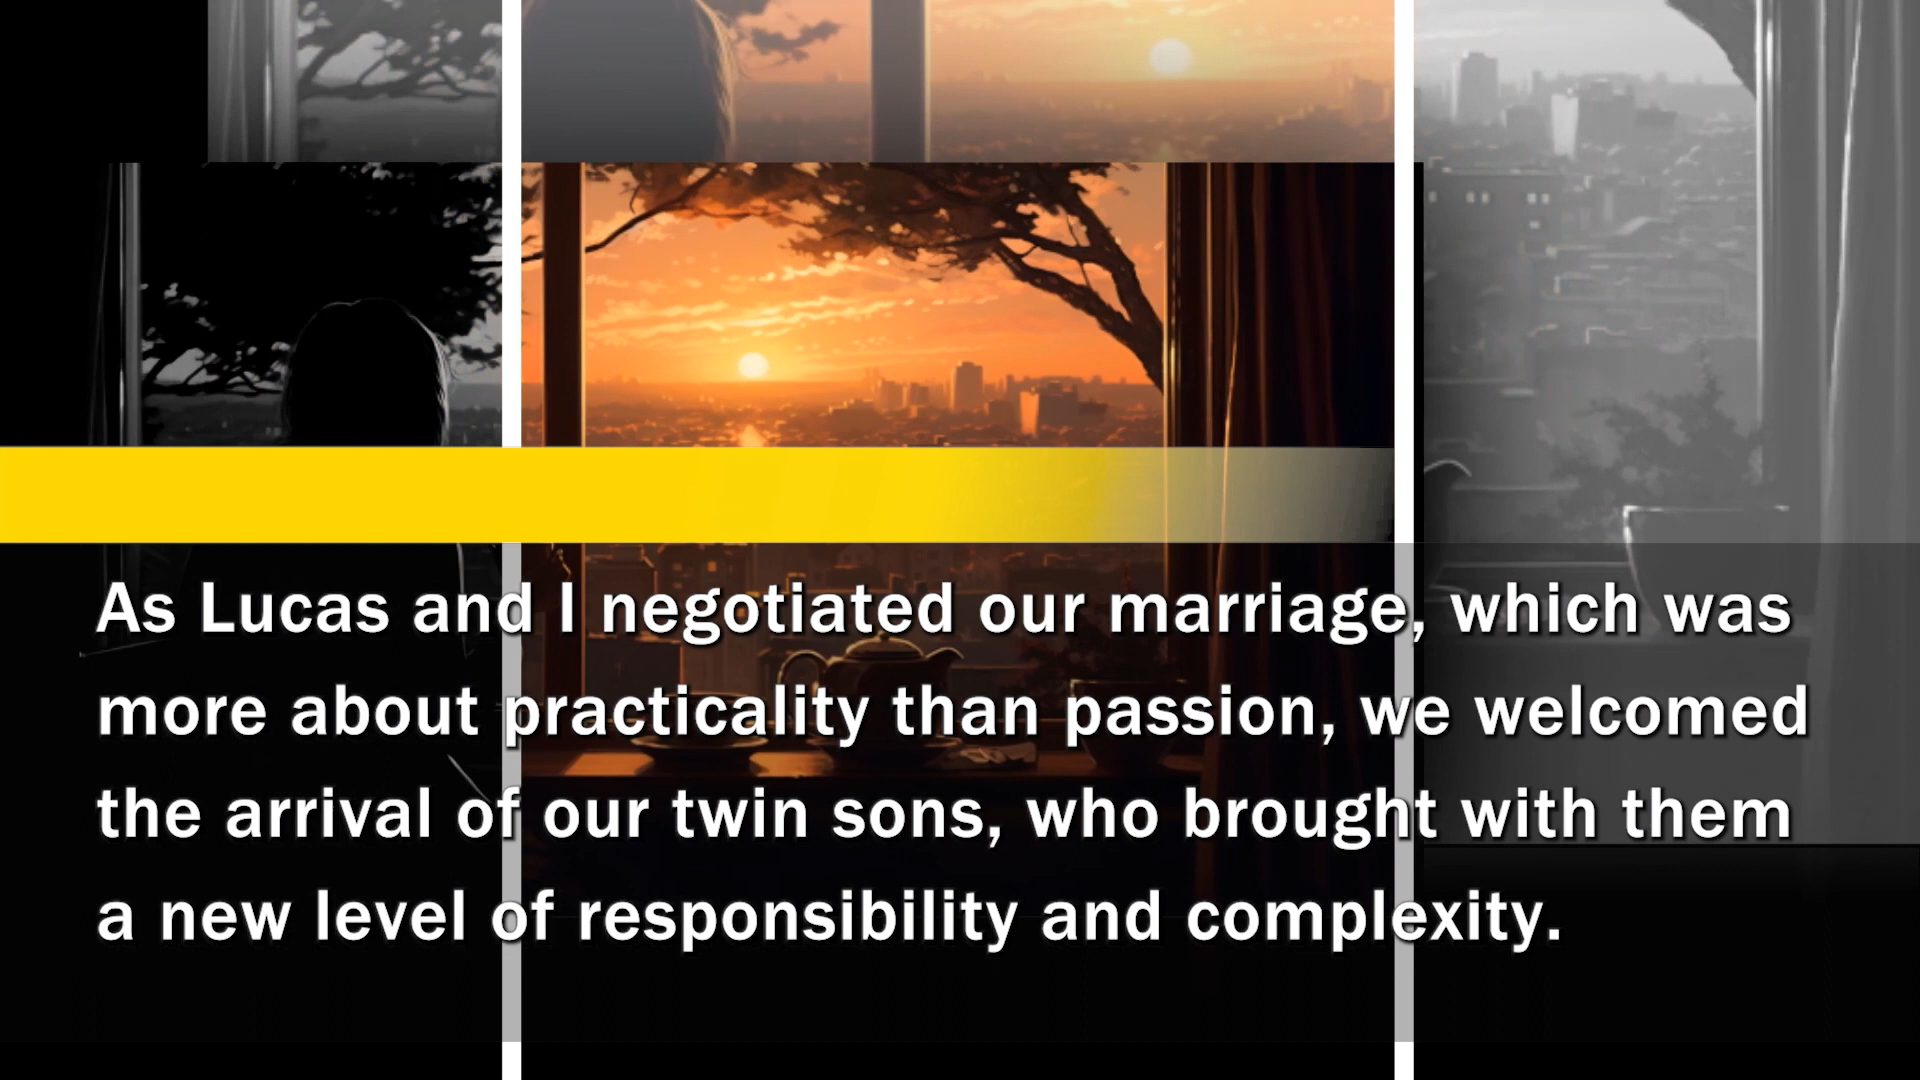 As Lucas and I negotiated our marriage, which was
more about practicality than passion, we welcomed
the arrival of our twin sons, who brought with them
a new level of responsibility and complexity.